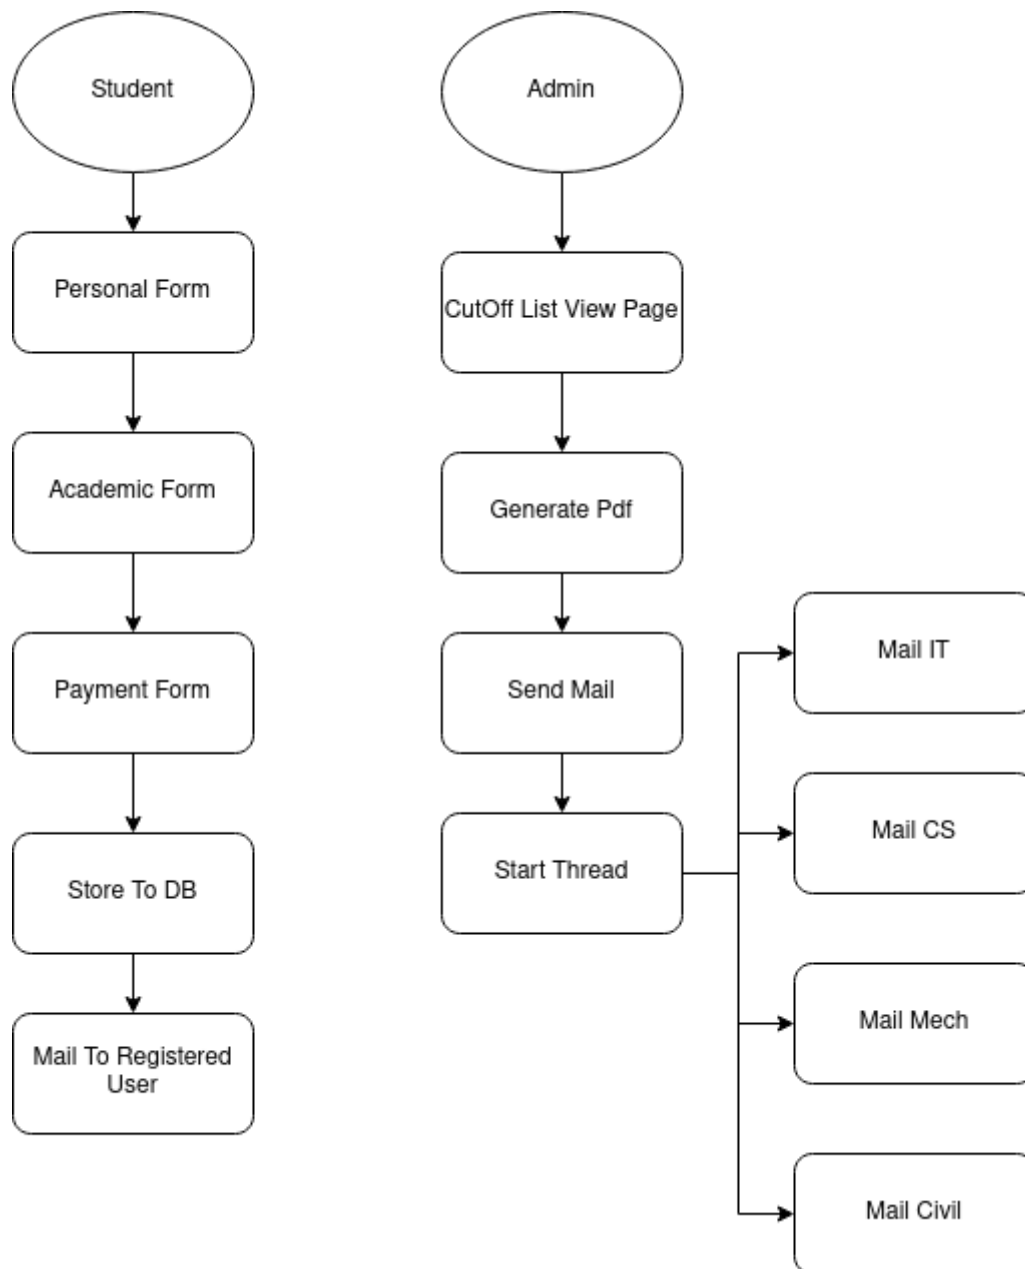 Student
Personal Form
Academic Form
Payment Form
Store To DB
Mail To Registered
User
Admin
CutOff List View Page
Generate Pdf
Send Mail
Start Thread
Mail IT
Mail CS
Mail Mech
Mail Civil